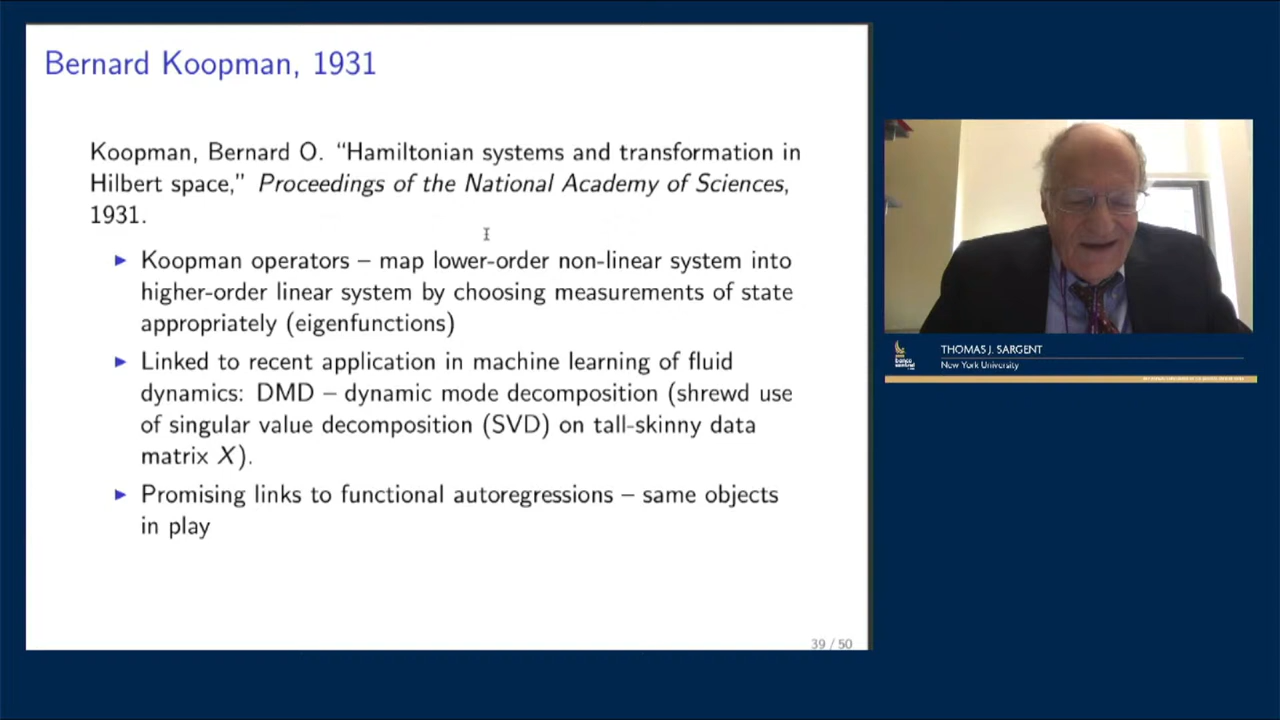 Bernard Koopman, 1931
Koopman, Bernard O. “Hamiltonian systems and transformation in
Hilbert space,” Proceedings of the National Academy of Sciences,
1931.
▶ Koopman operators – map lower-order non-linear system into
higher-order linear system by choosing measurements of state
appropriately (eigenfunctions)
▶ Linked to recent application in machine learning of fluid
dynamics: DMD – dynamic mode decomposition (shrewd use
of singular value decomposition (SVD) on tall-skinny data
matrix X).
▶ Promising links to functional autoregressions – same objects
in play
39 / 50
THOMAS J. SARGENT
New York University
banco
central